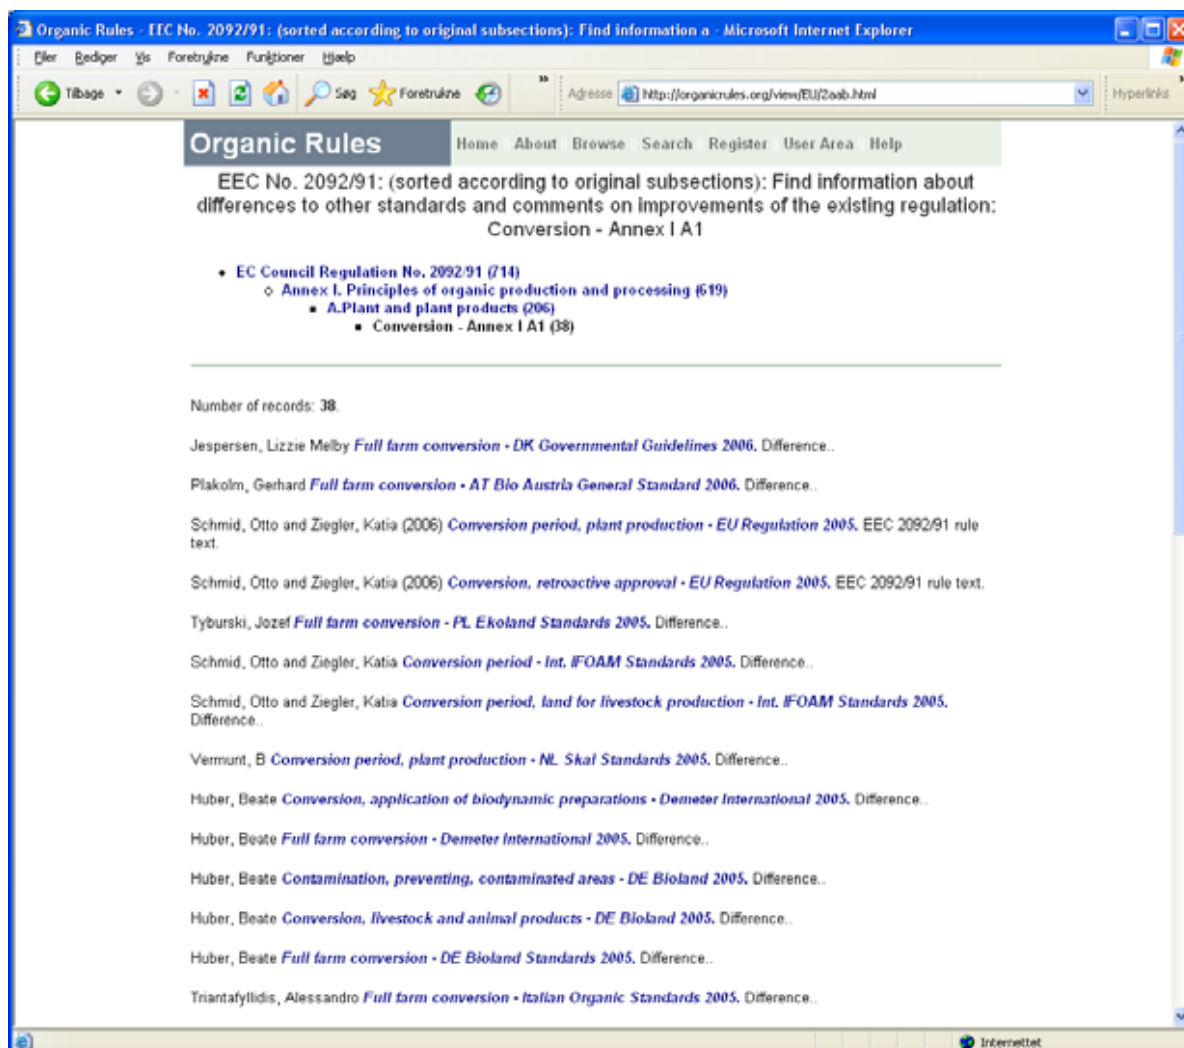 Organic Rules - EEC No. 2092/91: (sorted according to original subsections): Find information a - Microsoft Internet Explorer
Filer Rediger Vis Foretrukne Funktioner Hjælp
Tilbage Søg Foretrukne » Adresse http://organicrules.org/view/EU/2aab.html Hyperlinks »
Organic Rules Home About Browse Search Register User Area Help
EEC No. 2092/91: (sorted according to original subsections): Find information about
differences to other standards and comments on improvements of the existing regulation:
Conversion - Annex I A1
EC Council Regulation No. 2092/91 (714)
Annex I. Principles of organic production and processing (619)
A.Plant and plant products (206)
Conversion - Annex I A1 (38)
Number of records: 38.
Jespersen, Lizzie Melby Full farm conversion - DK Governmental Guidelines 2006. Difference..
Plakolm, Gerhard Full farm conversion - AT Bio Austria General Standard 2006. Difference..
Schmid, Otto and Ziegler, Katia (2006) Conversion period, plant production - EU Regulation 2005. EEC 2092/91 rule
text.
Schmid, Otto and Ziegler, Katia (2006) Conversion, retroactive approval - EU Regulation 2005. EEC 2092/91 rule text.
Tyburski, Jozef Full farm conversion - PL Ekoland Standards 2005. Difference..
Schmid, Otto and Ziegler, Katia Conversion period - Int. IFOAM Standards 2005. Difference..
Schmid, Otto and Ziegler, Katia Conversion period, land for livestock production - Int. IFOAM Standards 2005.
Difference..
Vermunt, B Conversion period, plant production - NL Skal Standards 2005. Difference..
Huber, Beate Conversion, application of biodynamic preparations - Demeter International 2005. Difference..
Huber, Beate Full farm conversion - Demeter International 2005. Difference..
Huber, Beate Contamination, preventing, contaminated areas - DE Bioland 2005. Difference..
Huber, Beate Conversion, livestock and animal products - DE Bioland 2005. Difference..
Huber, Beate Full farm conversion - DE Bioland Standards 2005. Difference..
Triantafyllidis, Alessandro Full farm conversion - Italian Organic Standards 2005. Difference..
Internettet